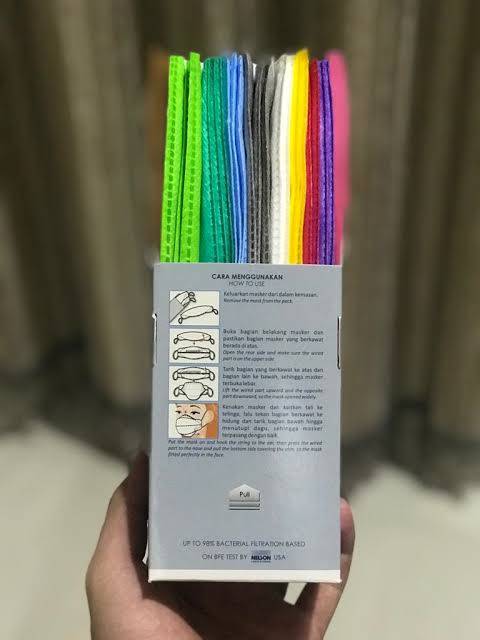 CARA MENGGUNAKAN
HOW TO USE
Keluarkan masker dari dalam kemasan.
Remove the mask from the pack.
Buka bagian belakang masker dan
pastikan bagian masker yang berkawat
berada di atas.
Open the rear side and make sure the wired
part is on the upper side
Tarik bagian yang berkawat ke atas dan
bagian lain ke bawah, sehingga masker
terbuka lebar.
Lift the wired part upward and the opposite
part downward, so the mask opened widely.
Kenakan masker dan kaitkan tali ke
telinga, lalu tekan bagian berkawat ke
hidung dan tarik bagian bawah hingga
menutupi dagu, sehingga masker
terpasang dengan baik.
Put the mask on and hook the string to the ear, then press the wired
part to the nose and pull the bottom side covering the chin, so the mask
fitted perfectly in the face.
Pull
UP TO 98% BACTERIAL FILTRATION BASED
ON BFE TEST BY NELSON USA